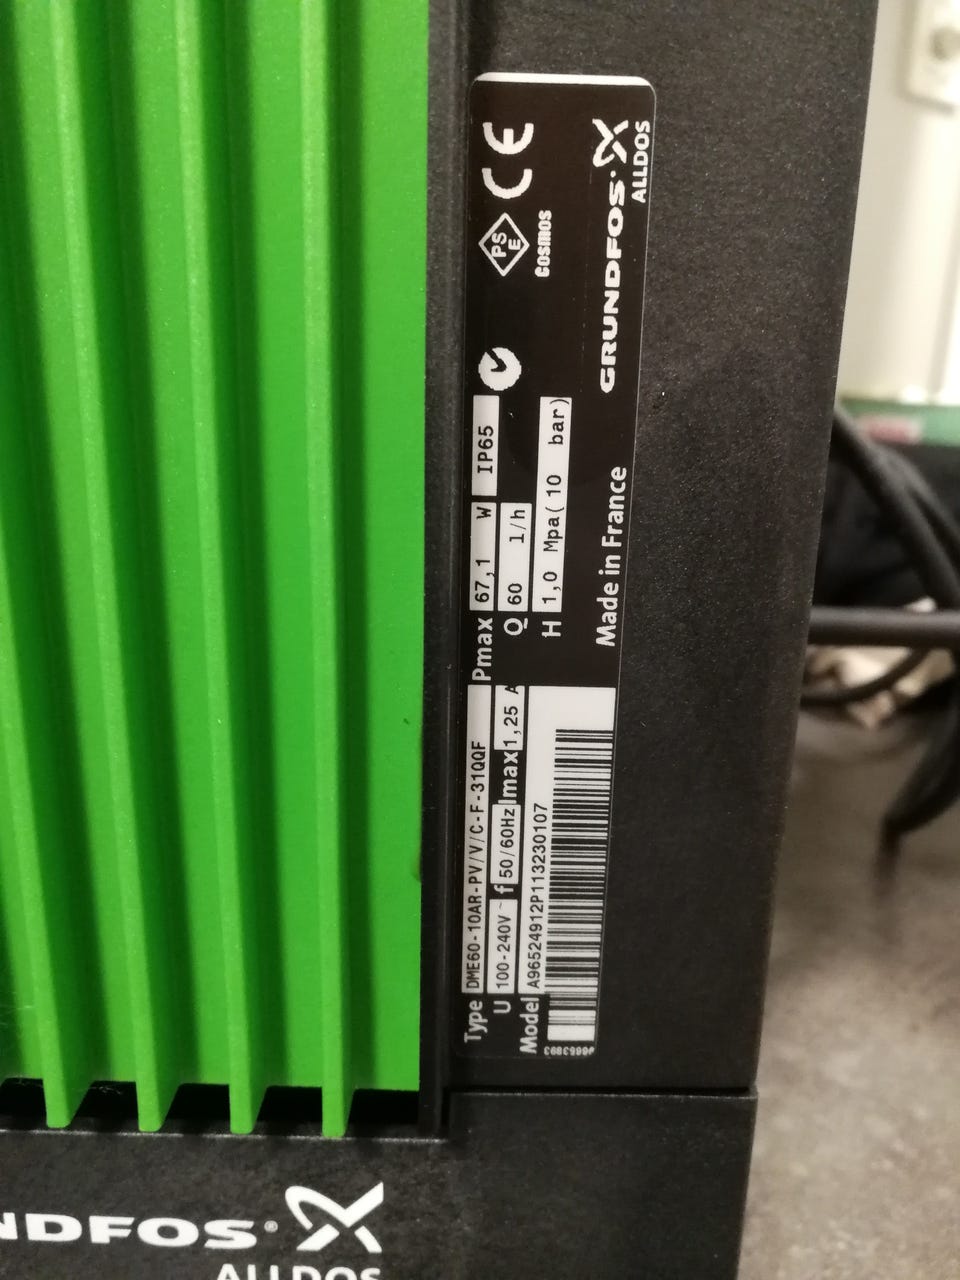 Type DME60-10AR-PV/V/C-F-31QQF
U 100-240V~ f 50/60Hz Imax 1,25 A
Model A96524912P113230107
Pmax 67,1 W IP65
Q 60 l/h
H 1,0 Mpa( 10 bar)
Made in France
PS
E
COSMOS
CE
GRUNDFOS
ALLDOS
NDFOS®
ALLDOS